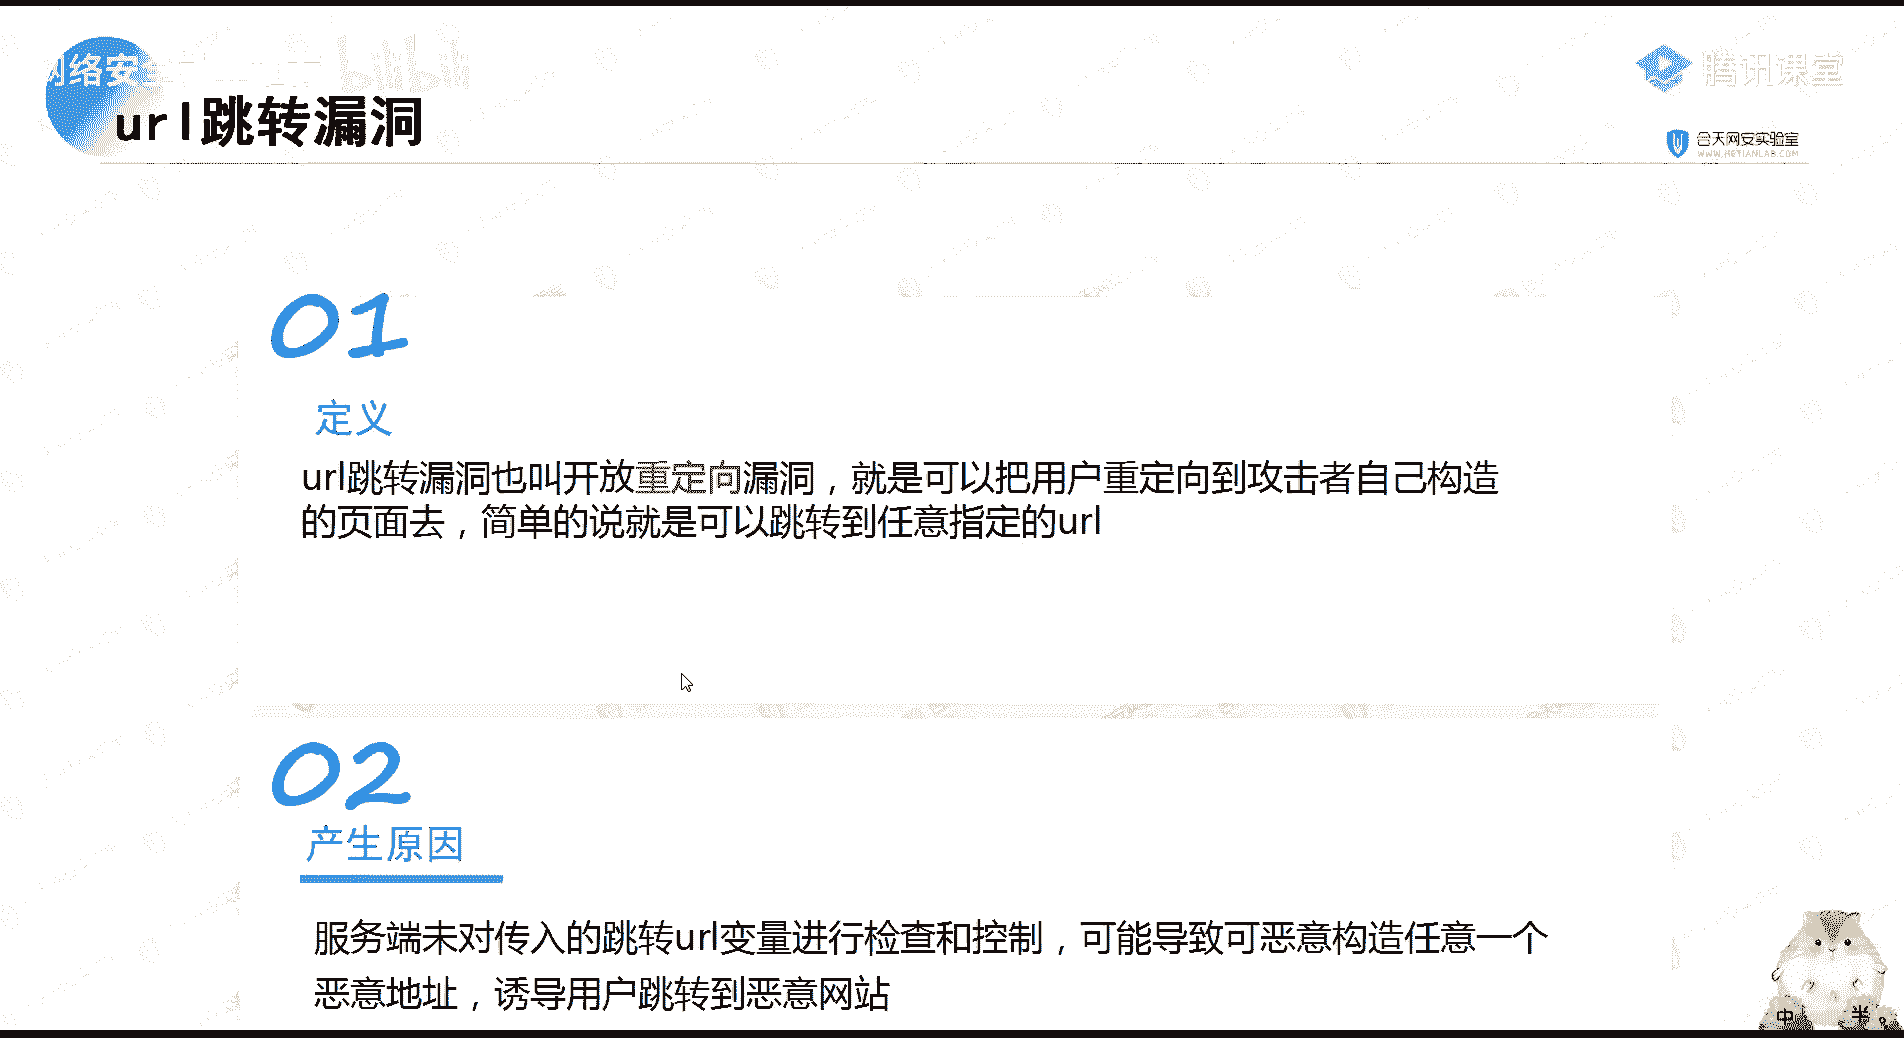 络安
bilibili
腾讯课堂
url跳转漏洞
合天网安实验室
WWW.HETIANLAB.COM
01
定义
url跳转漏洞也叫开放重定向漏洞，就是可以把用户重定向到攻击者自己构造
的页面去，简单的说就是可以跳转到任意指定的url
02
产生原因
服务端未对传入的跳转url变量进行检查和控制，可能导致可恶意构造任意一个
恶意地址，诱导用户跳转到恶意网站
中 半